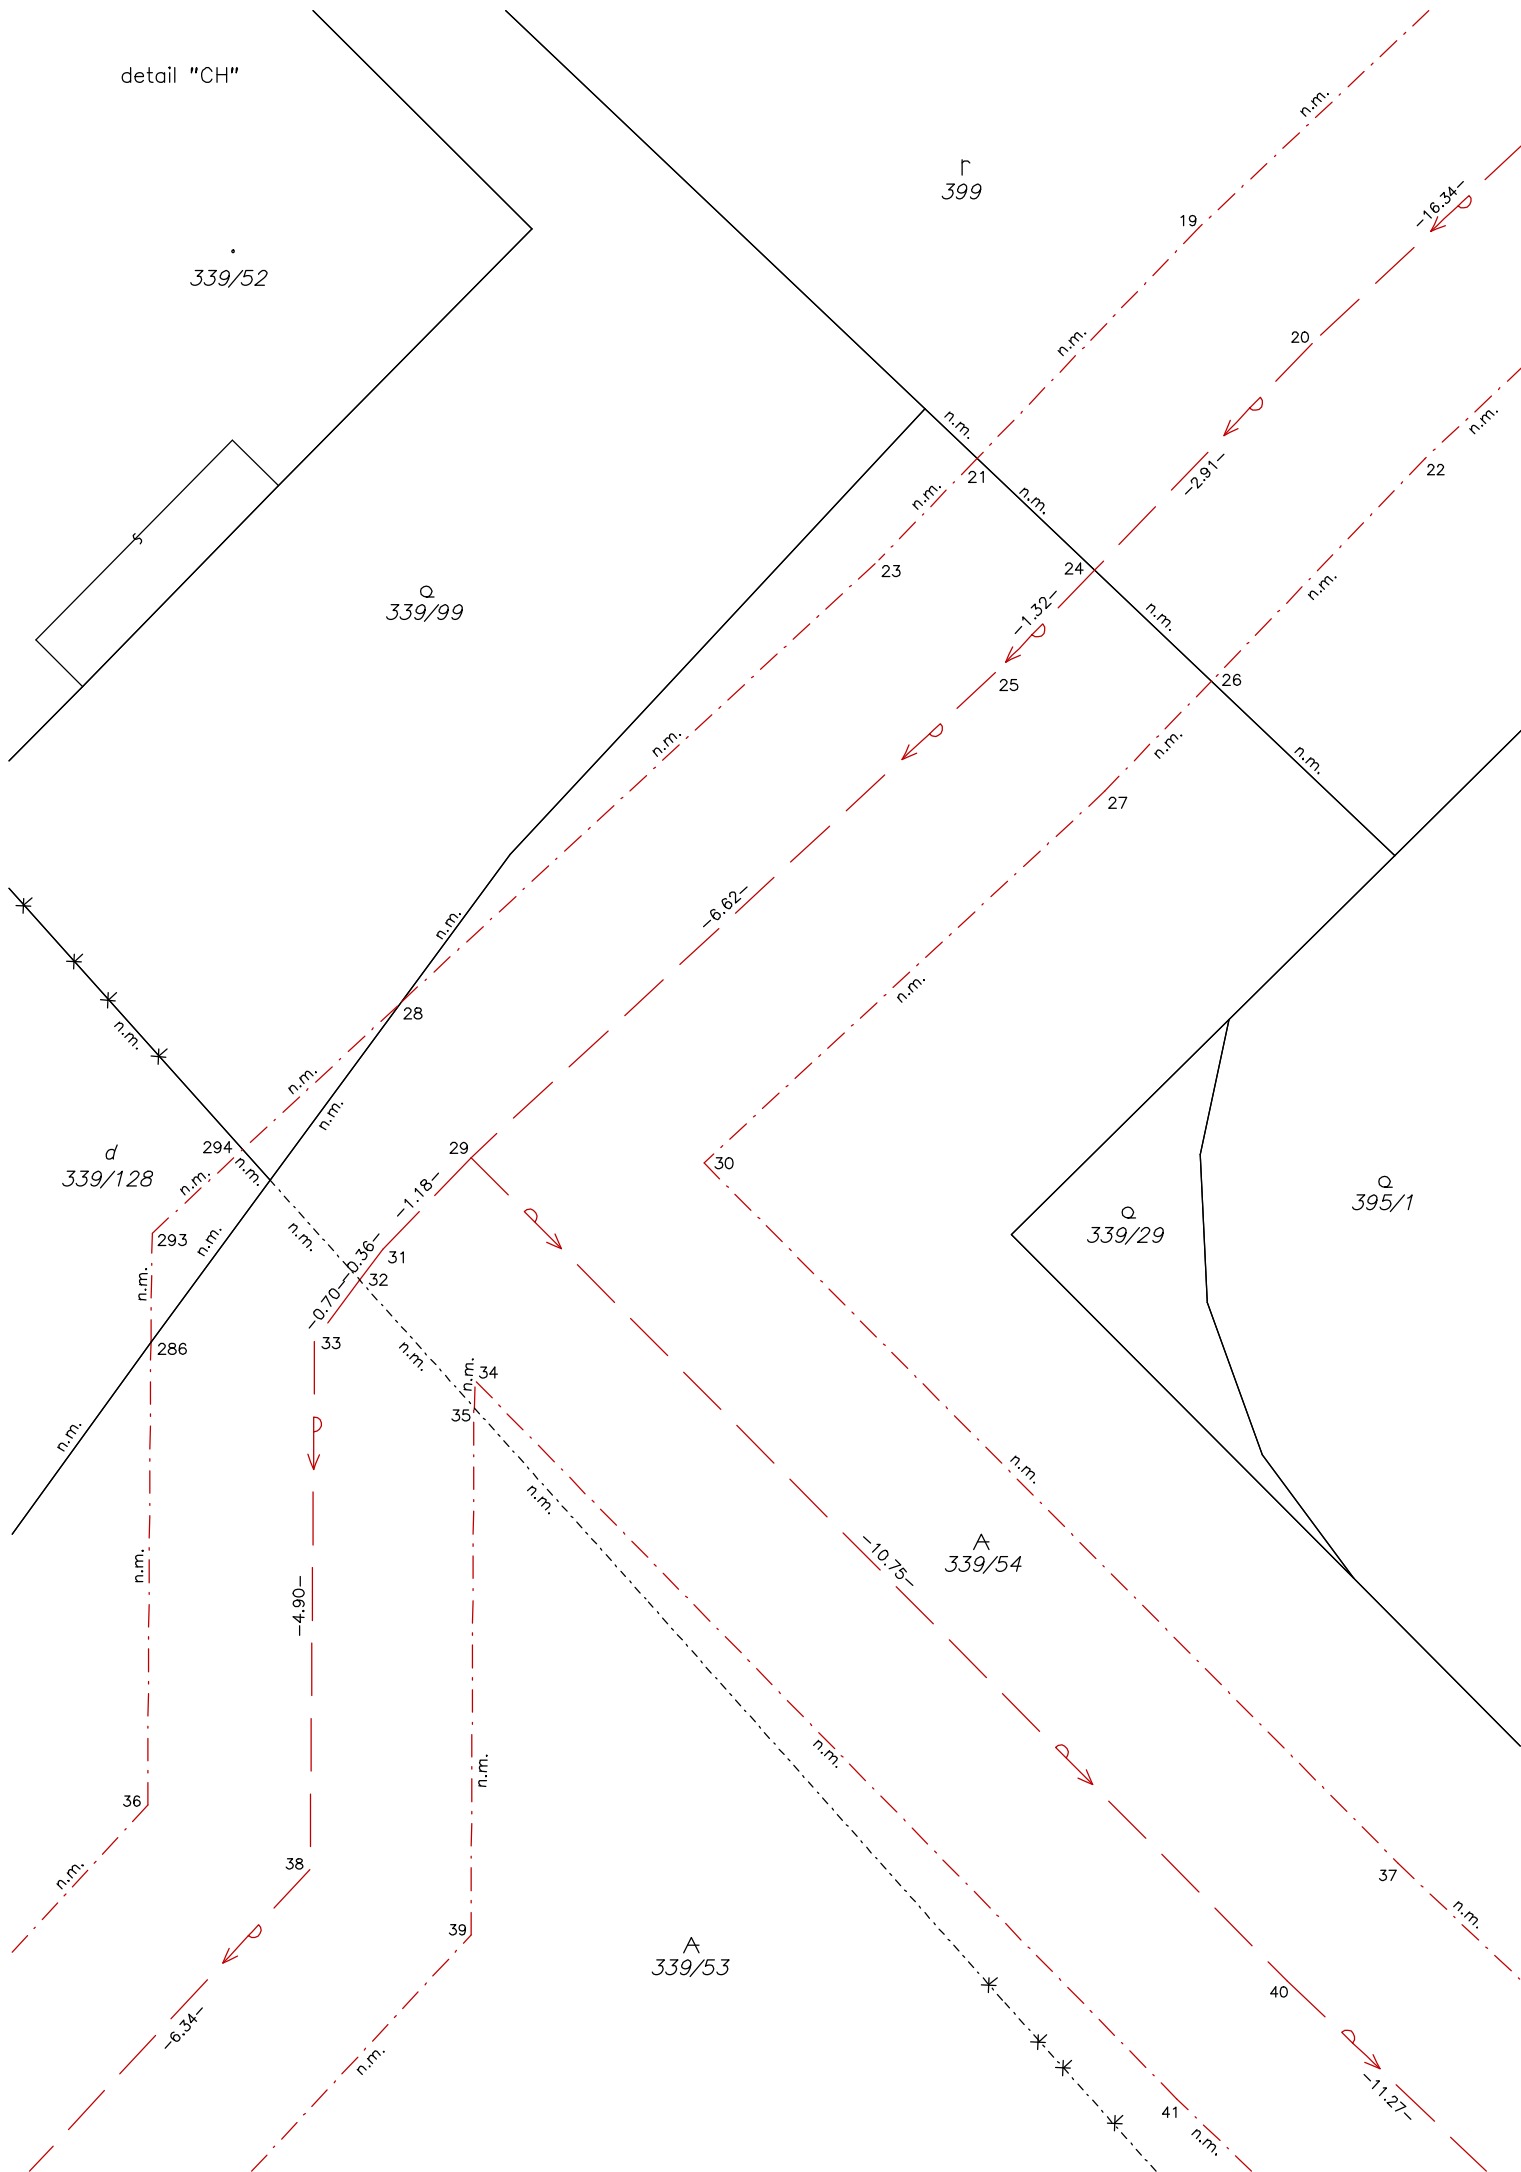 detail "CH"
n.m.
r
399
-16.34-
19
339/52
20
n.m.
n.m.
n.m.
22
-2.91-
21
n.m.
n.m.
S
23
24
n.m.
Q
339/99
-1.32-
n.m.
25
26
n.m.
n.m.
n.m.
27
-6.62-
n.m.
n.m.
28
n.m.
n.m.
n.m.
294
29
d
339/128
n.m.
30
n.m.
-1.18-
Q
395/1
Q
339/29
293
n.m.
n.m.
-0.36-
31
32
n.m.
-0.70-
33
286
n.m.
n.m.
34
35
n.m.
n.m.
n.m.
A
339/54
-10.75-
n.m.
-4.90-
n.m.
n.m.
36
38
n.m.
37
n.m.
39
A
339/53
40
-6.34-
n.m.
-11.27-
41
n.m.